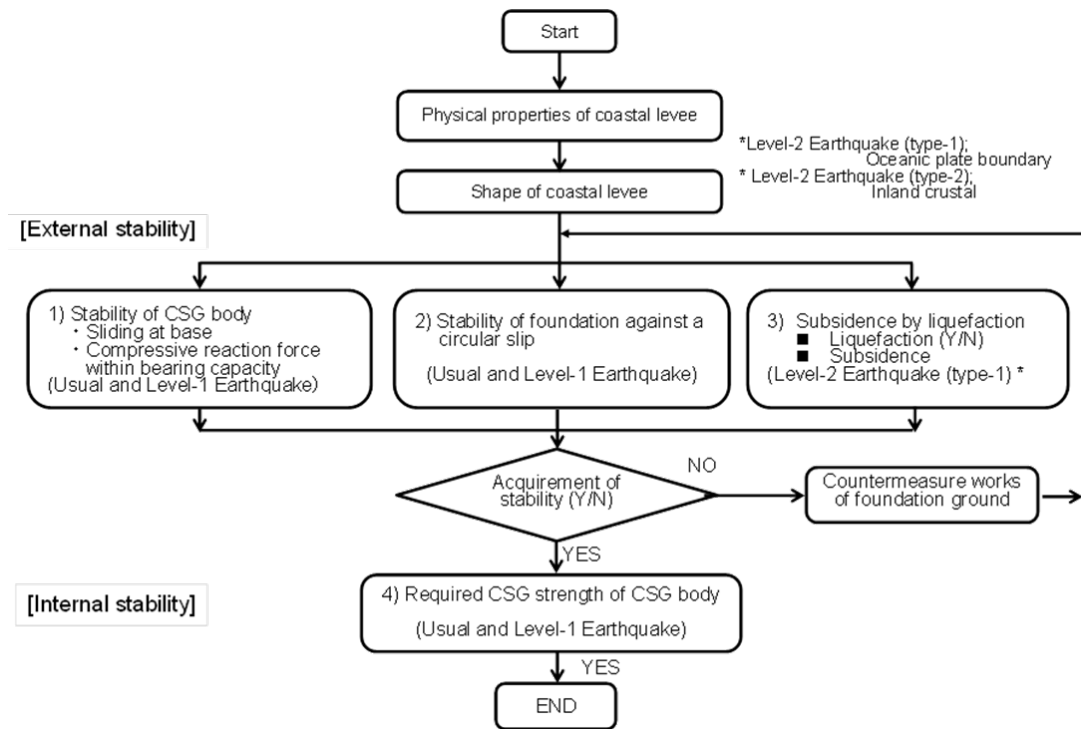 Start
Physical properties of coastal levee
*Level-2 Earthquake (type-1);
Oceanic plate boundary
* Level-2 Earthquake (type-2);
Inland crustal
Shape of coastal levee
[External stability]
1) Stability of CSG body
・ Sliding at base
・ Compressive reaction force
within bearing capacity
(Usual and Level-1 Earthquake)
2) Stability of foundation against a
circular slip
(Usual and Level-1 Earthquake)
3) Subsidence by liquefaction
■ Liquefaction (Y/N)
■ Subsidence
(Level-2 Earthquake (type-1) *
Acquirement of
stability (Y/N)
NO
Countermeasure works
of foundation ground
YES
[Internal stability]
4) Required CSG strength of CSG body
(Usual and Level-1 Earthquake)
YES
END